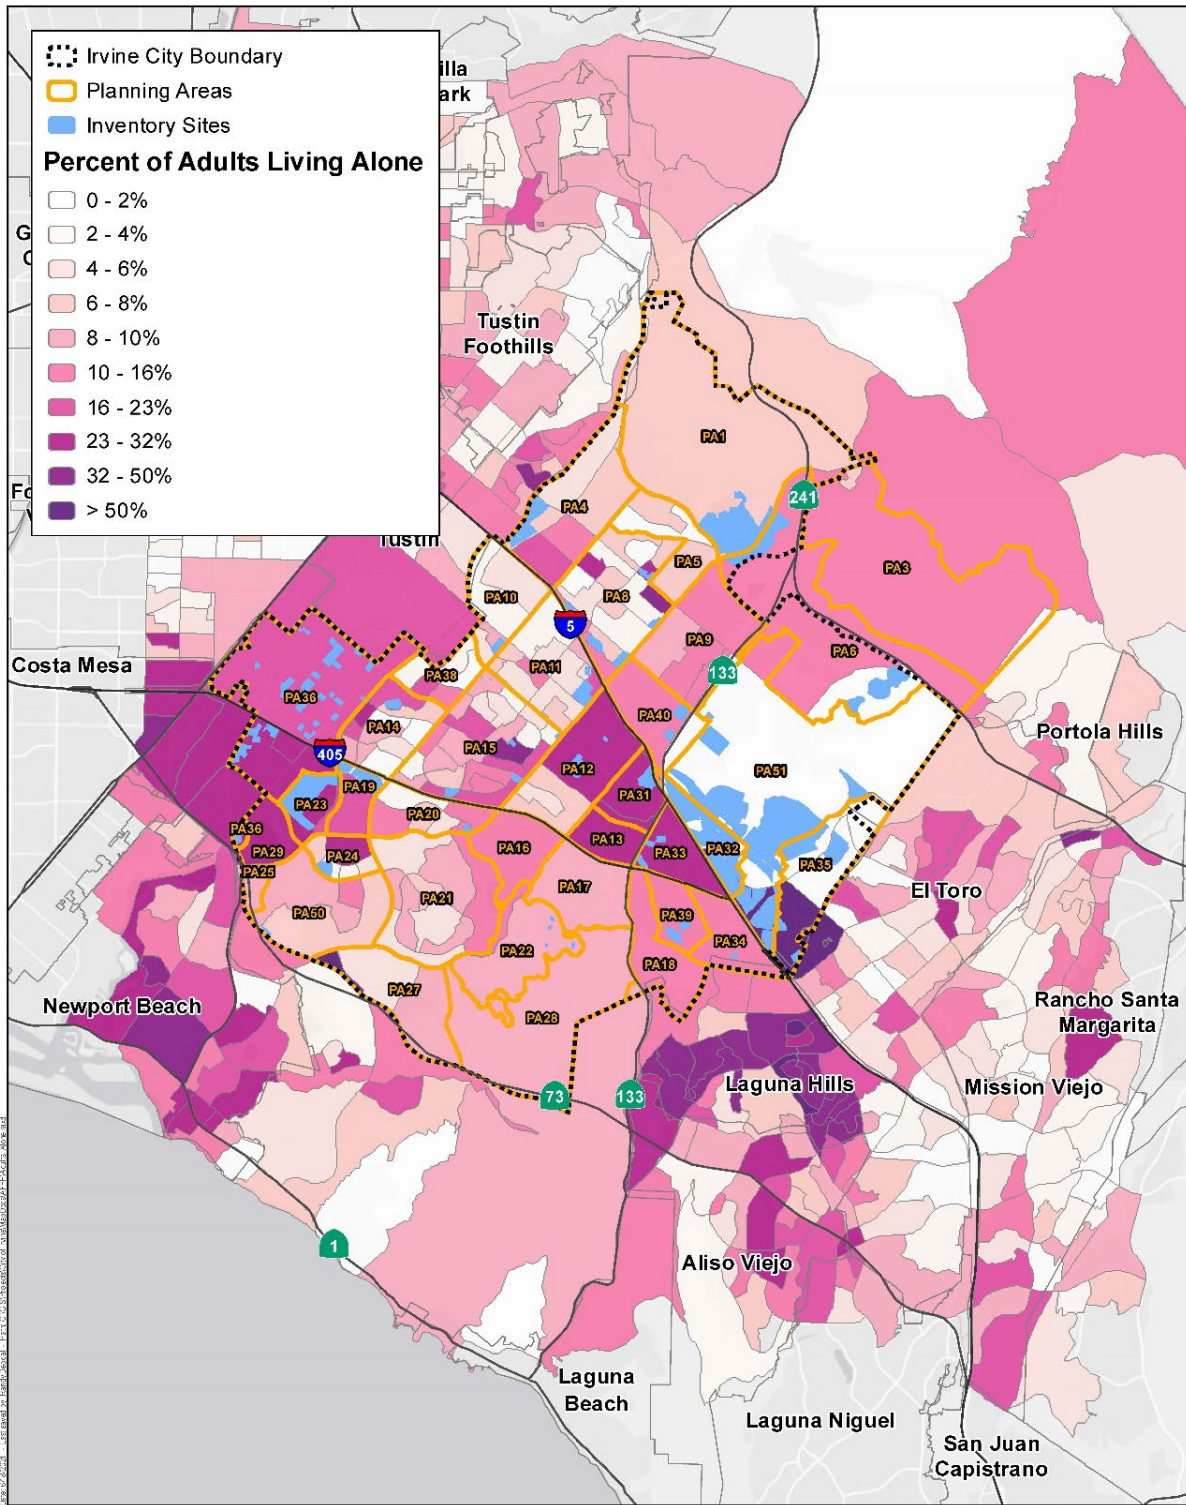 Irvine City Boundary
Planning Areas
Inventory Sites
Percent of Adults Living Alone
0 - 2%
2 - 4%
4 - 6%
6 - 8%
8 - 10%
10 - 16%
16 - 23%
23 - 32%
32 - 50%
> 50%
illa
ark
G
C
Fo
V
Tustin
Foothills
PA1
241
PA4
Tustin
PA5
PA3
PA10
PA8
5
PA9
PA6
Costa Mesa
PA11
133
PA38
PA36
PA40
PA14
Portola Hills
405
PA15
PA12
PA51
PA19
PA31
PA23
PA20
PA36
PA13
PA29
PA24
PA16
PA33
PA32
PA35
PA25
PA17
El Toro
PA21
PA50
PA39
PA22
PA34
PA18
PA27
Newport Beach
Rancho Santa
Margarita
PA28
Laguna Hills
Mission Viejo
73
133
1
Aliso Viejo
Laguna
Beach
Laguna Niguel
San Juan
Capistrano